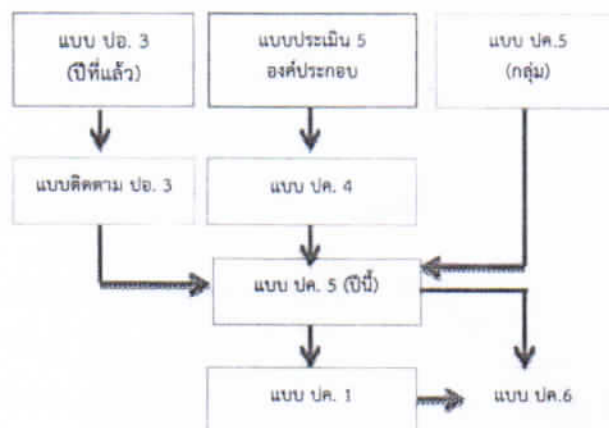 แบบ ปอ. 3
(ปีที่แล้ว)
แบบประเมิน 5
องค์ประกอบ
แบบ ปค.5
(กลุ่ม)
แบบติดตาม ปอ. 3
แบบ ปค. 4
แบบ ปค. 5 (ปีนี้)
แบบ ปค. 1
แบบ ปค.6